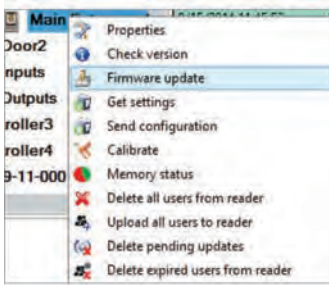 Main
Properties
Door2
Check version
nputs
Firmware update
Outputs
Get settings
roller3
Send configuration
roller4
Calibrate
9-11-000
Memory status
Delete all users from reader
Upload all users to reader
Delete pending updates
Delete expired users from reader